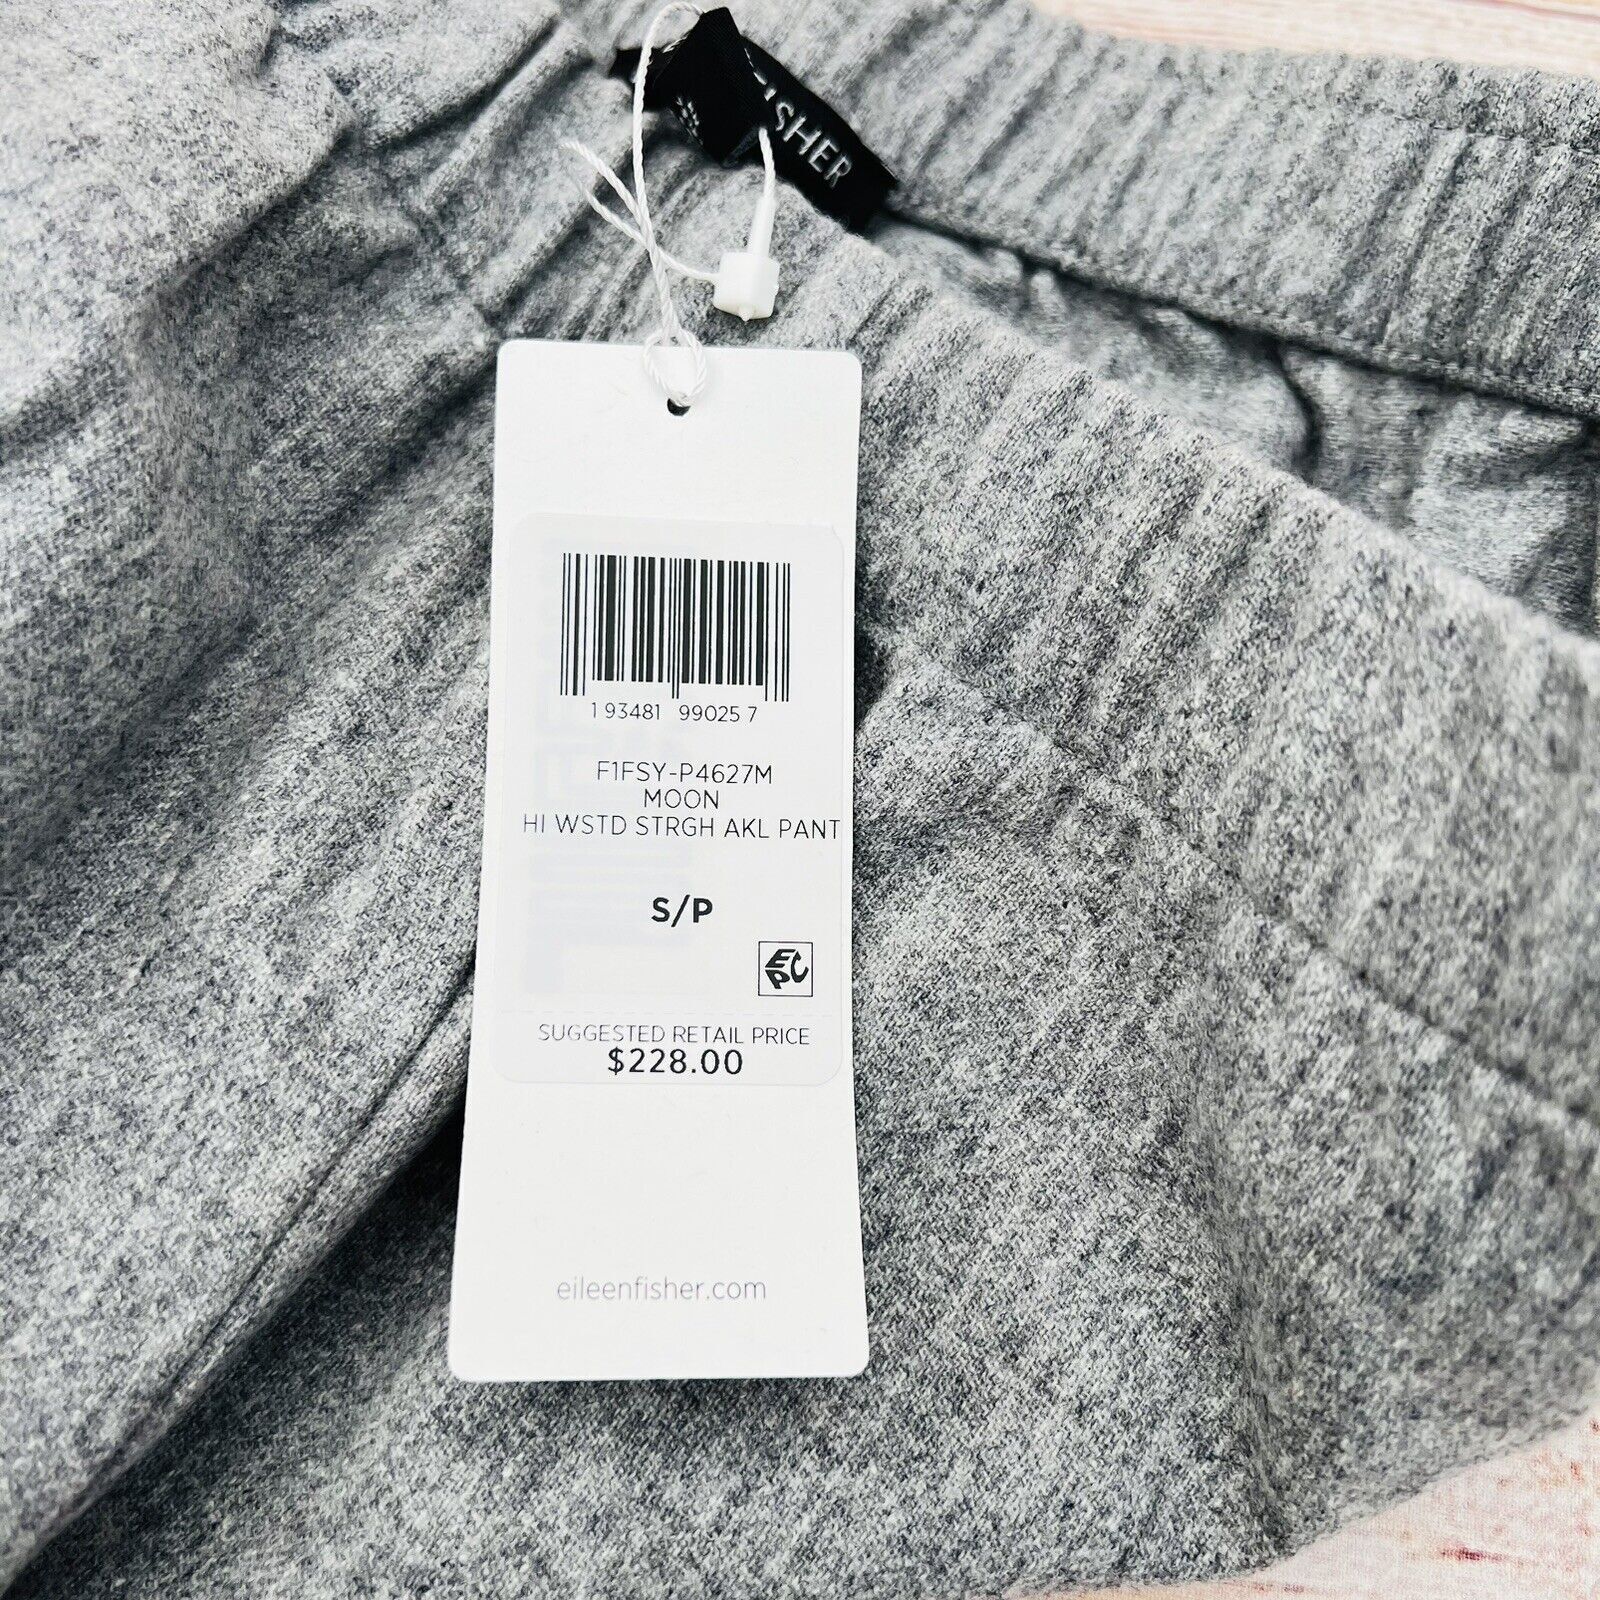 FISHER
1 93481 99025 7
F1FSY-P4627M
MOON
HI WSTD STRGH AKL PANT
S/P
EPC
SUGGESTED RETAIL PRICE
$228.00
eileenfisher.com